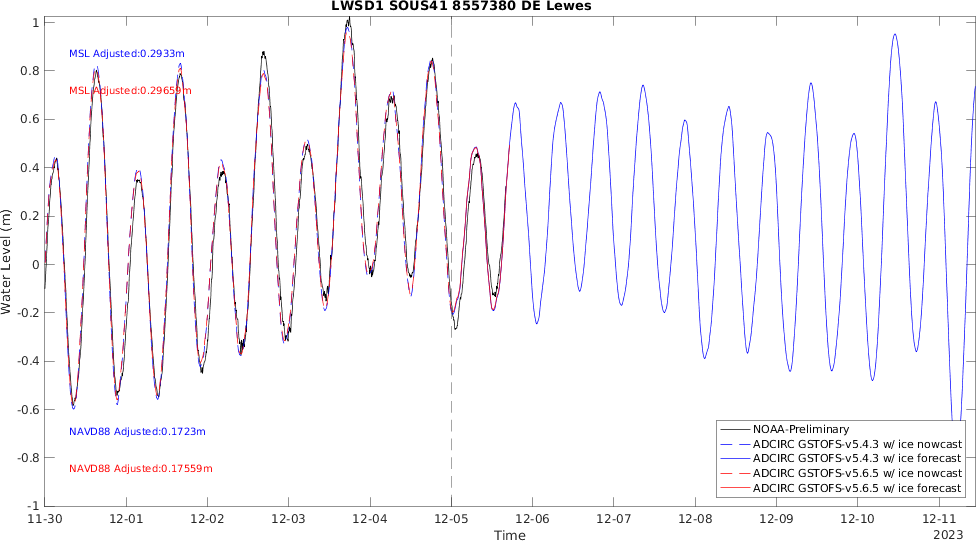 LWSD1 SOUS41 8557380 DE Lewes
MSL Adjusted:0.2933m
MSL Adjusted:0.29659m
NAVD88 Adjusted:0.1723m
NAVD88 Adjusted:0.17559m
Water Level (m)
1
0.8
0.6
0.4
0.2
0
-0.2
-0.4
-0.6
-0.8
-1
NOAA-Preliminary
ADCIRC GSTOFS-v5.4.3 w/ ice nowcast
ADCIRC GSTOFS-v5.4.3 w/ ice forecast
ADCIRC GSTOFS-v5.6.5 w/ ice nowcast
ADCIRC GSTOFS-v5.6.5 w/ ice forecast
11-30 12-01 12-02 12-03 12-04 12-05 12-06 12-07 12-08 12-09 12-10 12-11
Time
2023